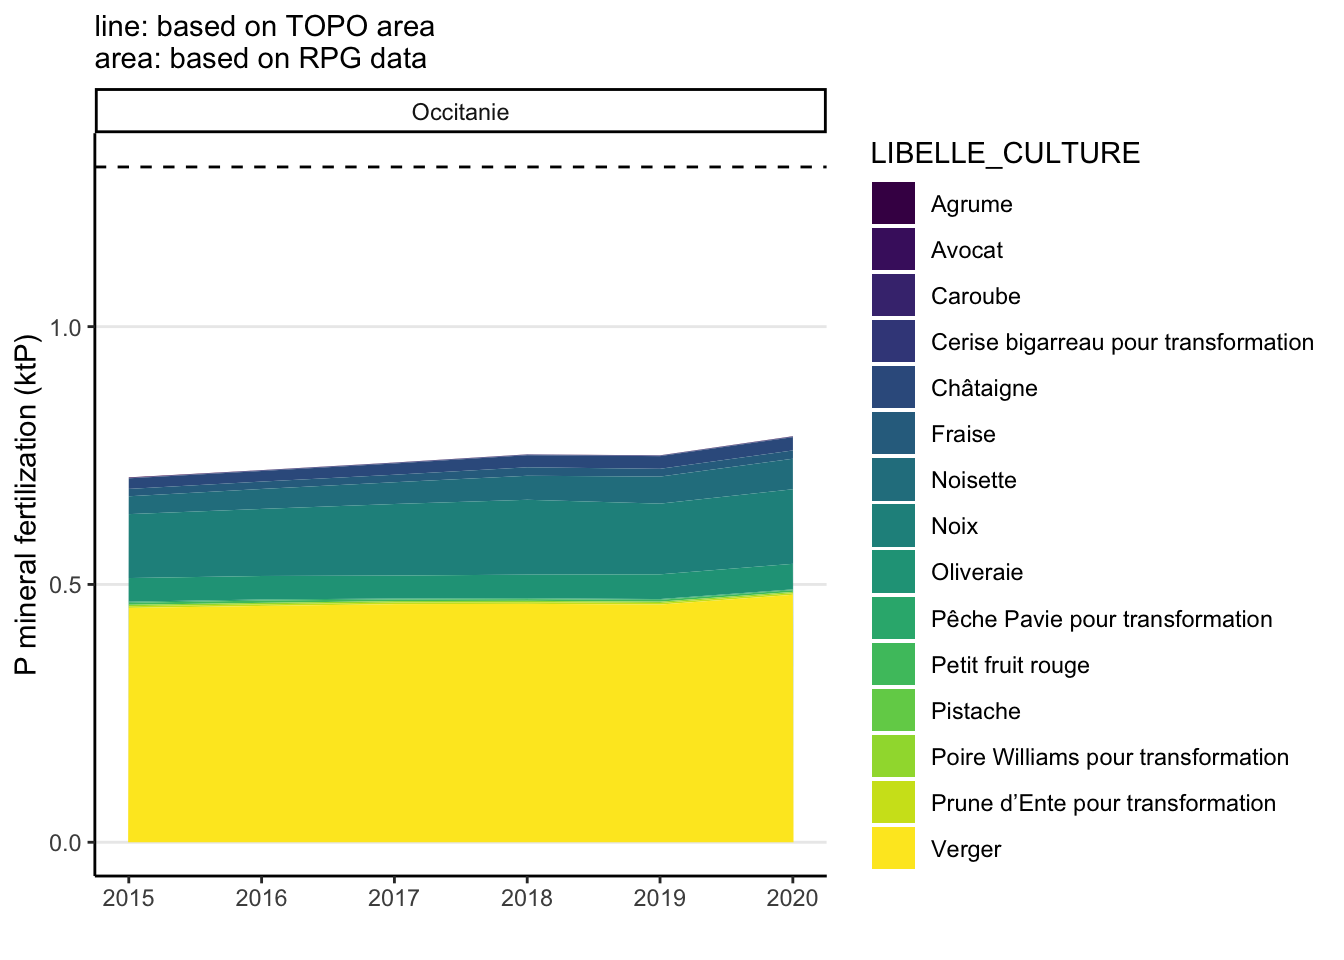 line: based on TOPO area
area: based on RPG data
Occitanie
P mineral fertilization (ktP)
1.0
0.5
0.0
2015 2016 2017 2018 2019 2020
LIBELLE_CULTURE
Agrume
Avocat
Caroube
Cerise bigarreau pour transformation
Châtaigne
Fraise
Noisette
Noix
Oliveraie
Pêche Pavie pour transformation
Petit fruit rouge
Pistache
Poire Williams pour transformation
Prune d’Ente pour transformation
Verger